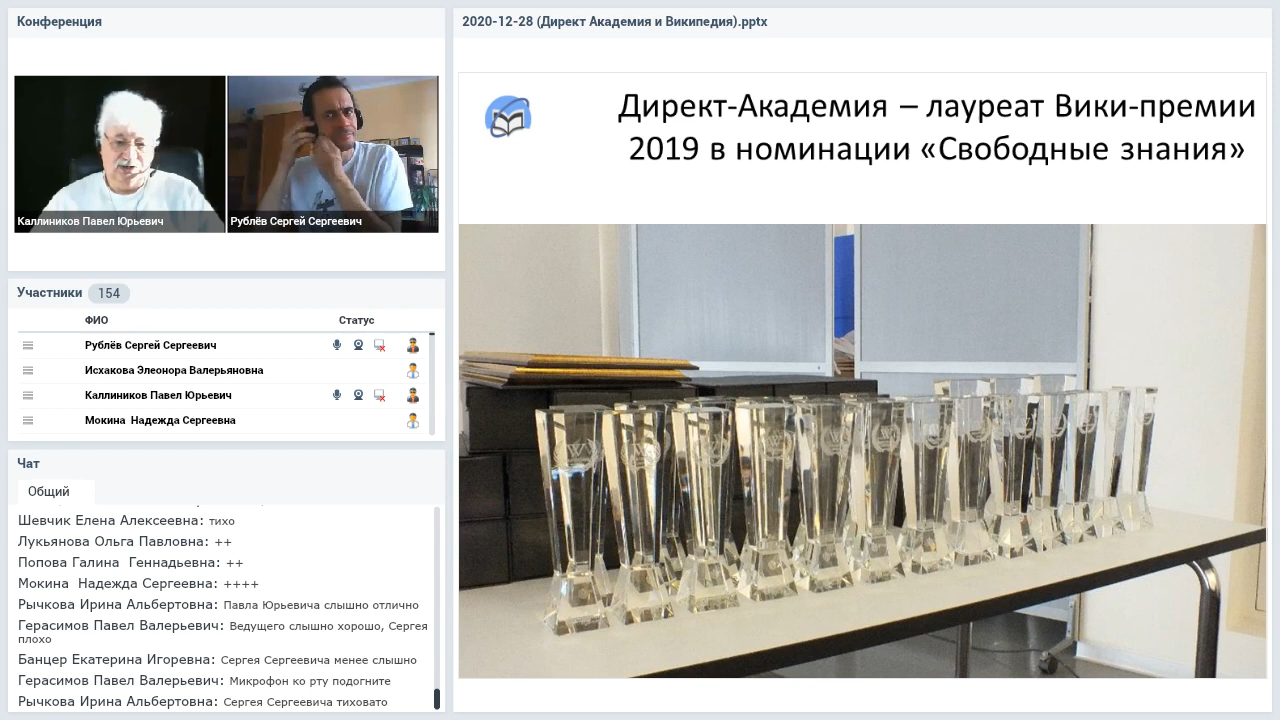 Конференция
Каллиников Павел Юрьевич
Рублёв Сергей Сергеевич
Участники 154
ФИО Статус
Рублёв Сергей Сергеевич
Исхакова Элеонора Валерьяновна
Каллиников Павел Юрьевич
Мокина Надежда Сергеевна
Чат
Общий
Шевчик Елена Алексеевна: тихо
Лукьянова Ольга Павловна: ++
Попова Галина Геннадьевна: ++
Мокина Надежда Сергеевна: ++++
Рычкова Ирина Альбертовна: Павла Юрьевича слышно отлично
Герасимов Павел Валерьевич: Ведущего слышно хорошо, Сергея
плохо
Банцер Екатерина Игоревна: Сергея Сергеевича менее слышно
Герасимов Павел Валерьевич: Микрофон ко рту подогните
Рычкова Ирина Альбертовна: Сергея Сергеевича тиховато
2020-12-28 (Директ Академия и Википедия).pptx
Директ-Академия – лауреат Вики-премии
2019 в номинации «Свободные знания»